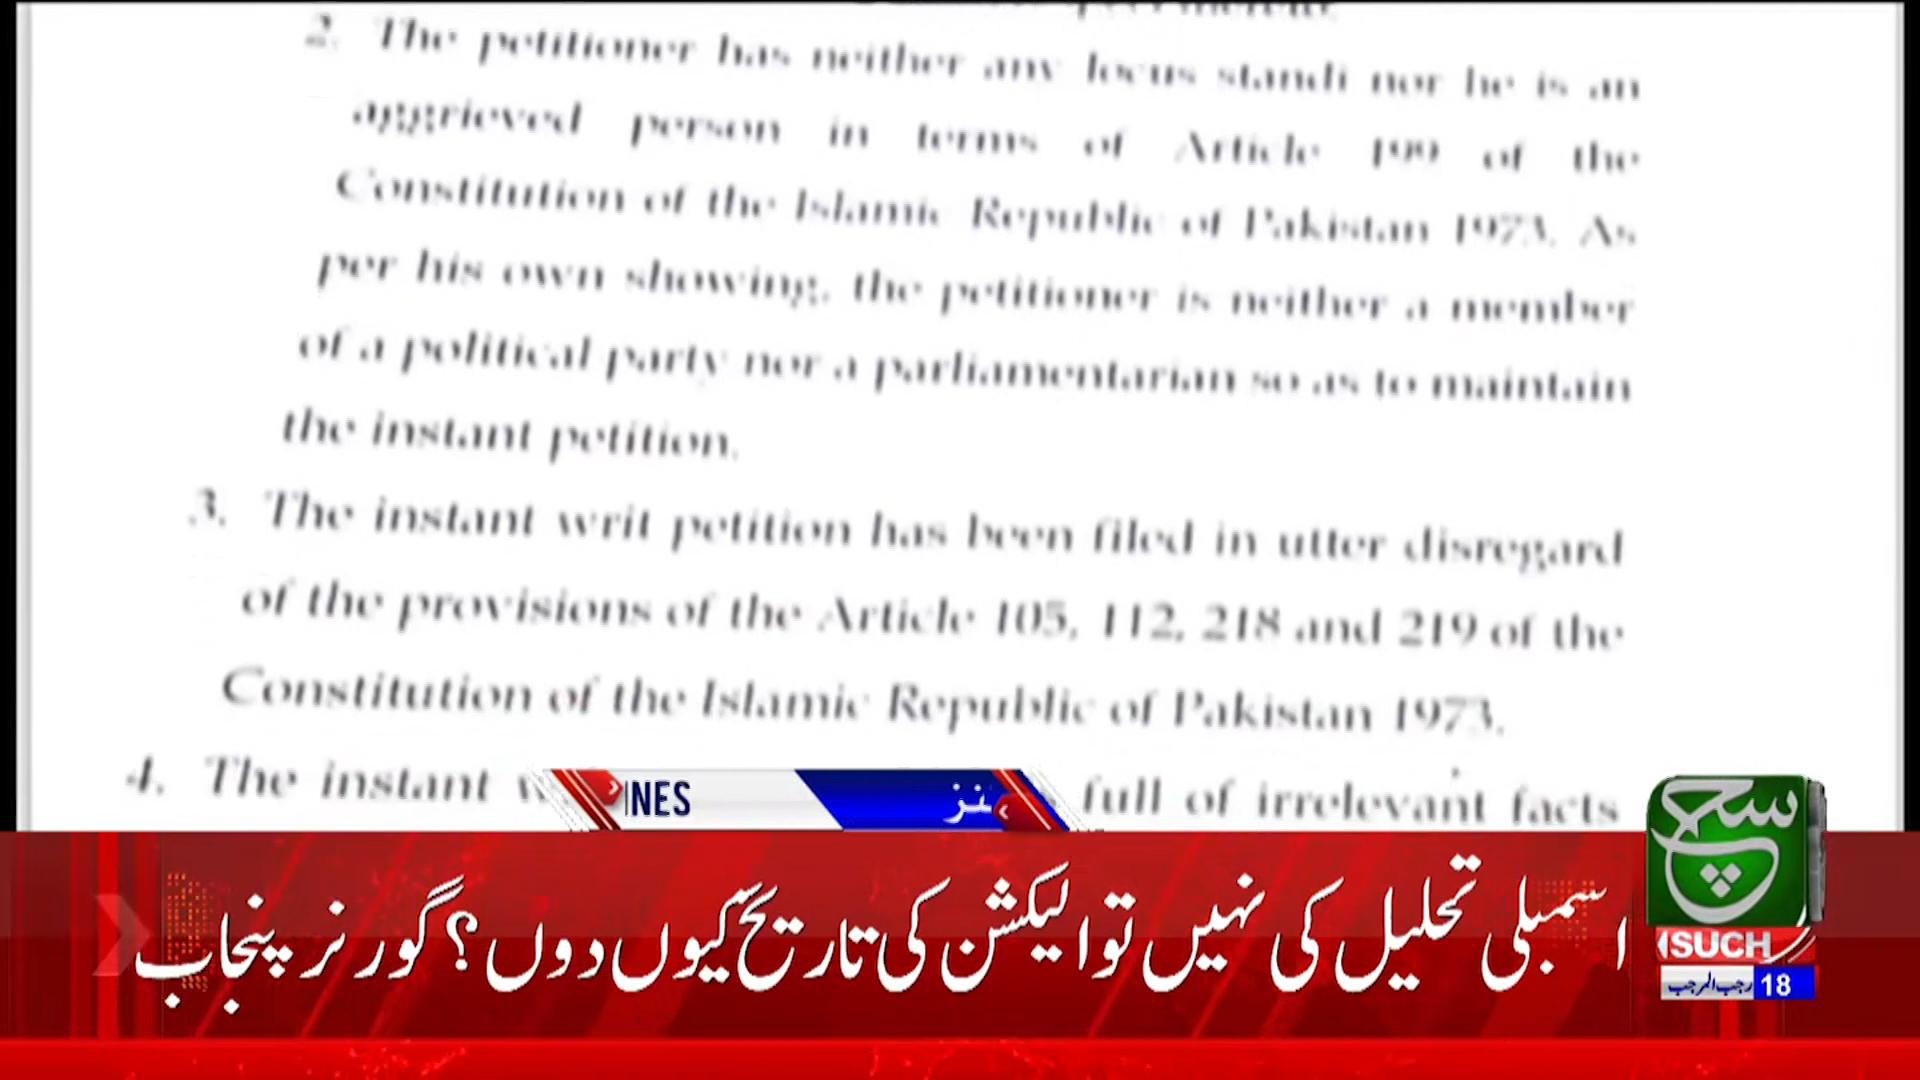 2. The petitioner has neither any locus standi nor he is an
aggrieved person in terms of Article 199 of the
Constitution of the Islamic Republic of Pakistan 1973. As
per his own showing, the petitioner is neither a member
of a political party nor a parliamentarian so as to maintain
the instant petition.
3. The instant writ petition has been filed in utter disregard
of the provisions of the Article 105, 112, 218 and 219 of the
Constitution of the Islamic Republic of Pakistan 1973.
4. The instant full of irrelevant facts
INES
اسمبلی تحلیل کی نہیں تو الیکشن کی تاریخ کیوں دوں؟ گورنر پنجاب
سچ
SUCH
18 رجب المرجب